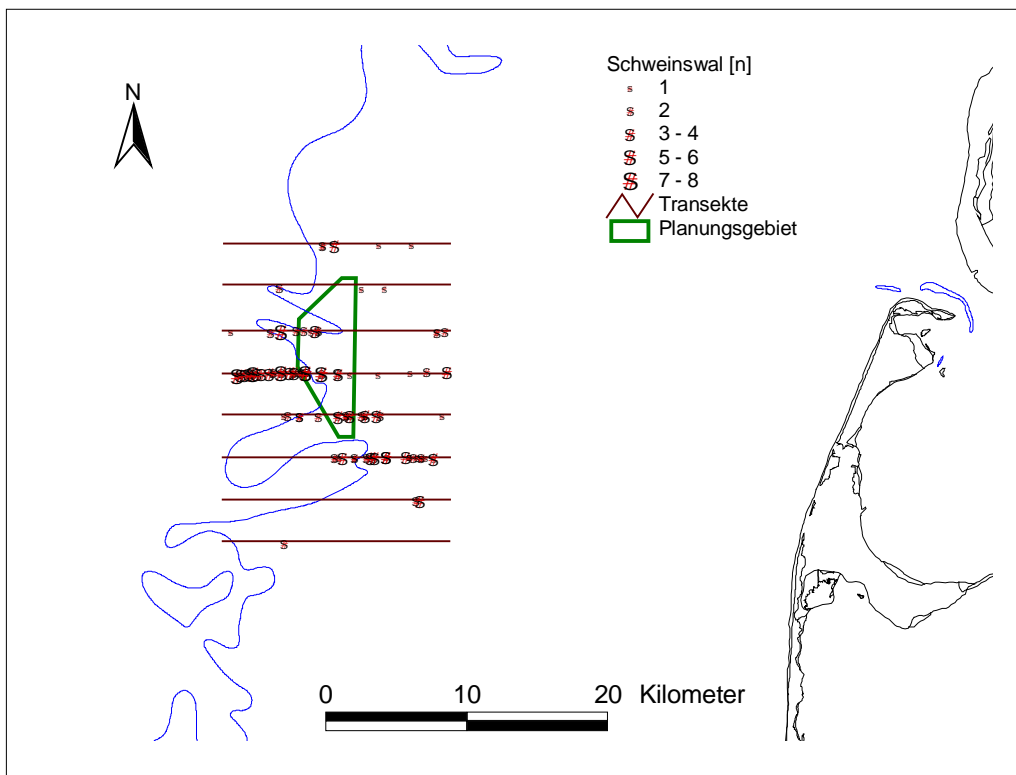 N
Schweinswal [n]
1
2
3 - 4
5 - 6
7 - 8
Transekte
Planungsgebiet
0 10 20 Kilometer